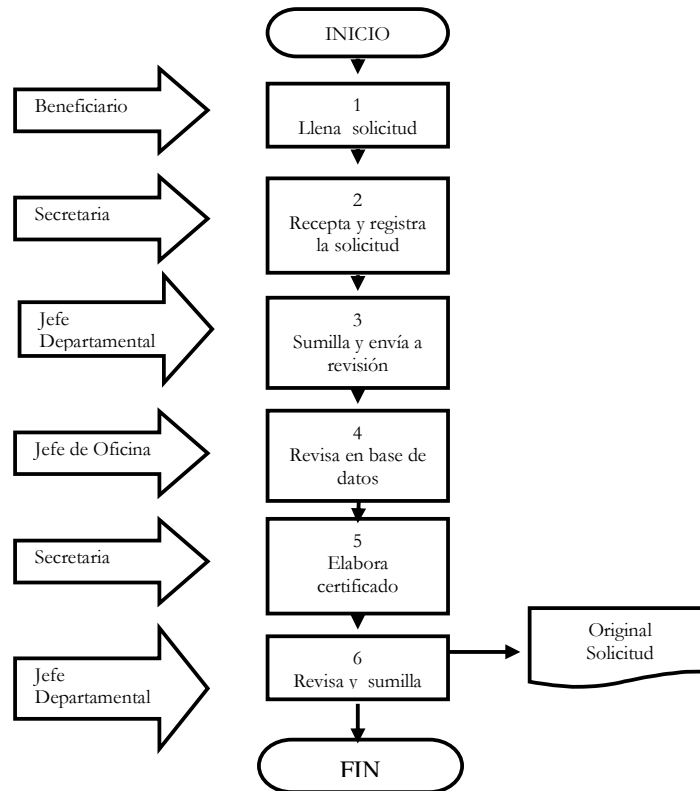 INICIO
Beneficiario
1
Llena solicitud
Secretaria
2
Recepta y registra
la solicitud
Jefe
Departamental
3
Sumilla y envía a
revisión
Jefe de Oficina
4
Revisa en base de
datos
Secretaria
5
Elabora
certificado
Jefe
Departamental
6
Revisa y sumilla
Original
Solicitud
FIN